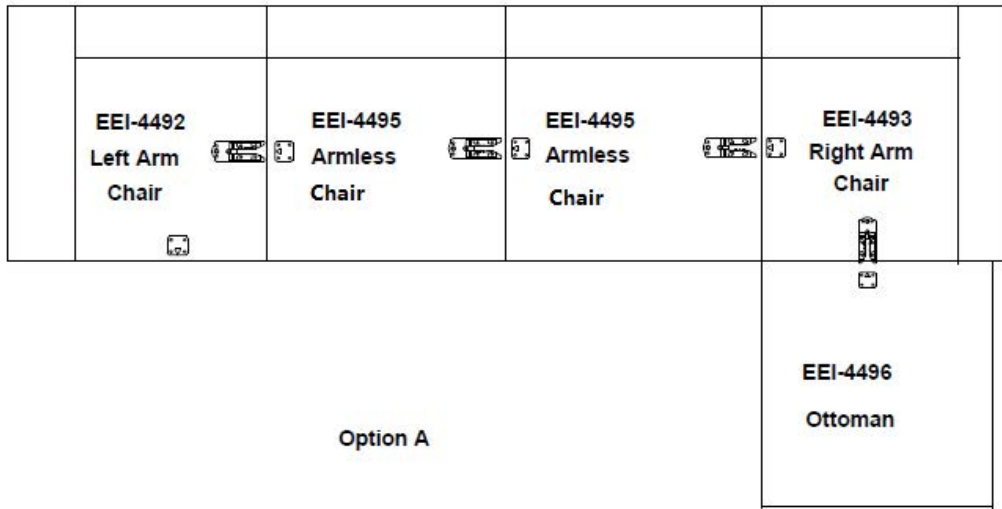 EEI-4492
Left Arm
Chair
EEI-4495
Armless
Chair
EEI-4495
Armless
Chair
EEI-4493
Right Arm
Chair
EEI-4496
Ottoman
Option A